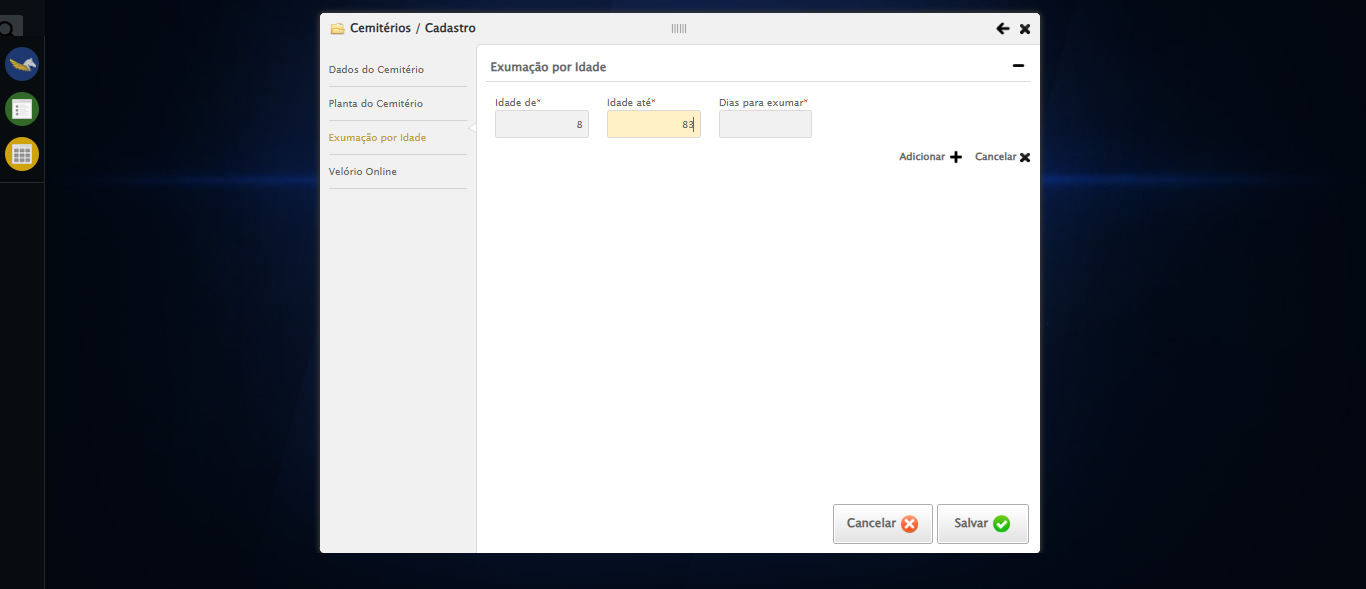 Cemitérios / Cadastro
Dados do Cemitério
Planta do Cemitério
Exumação por Idade
Velório Online
Exumação por Idade
Idade de* Idade até* Dias para exumar*
8 83
Adicionar Cancelar
Cancelar Salvar